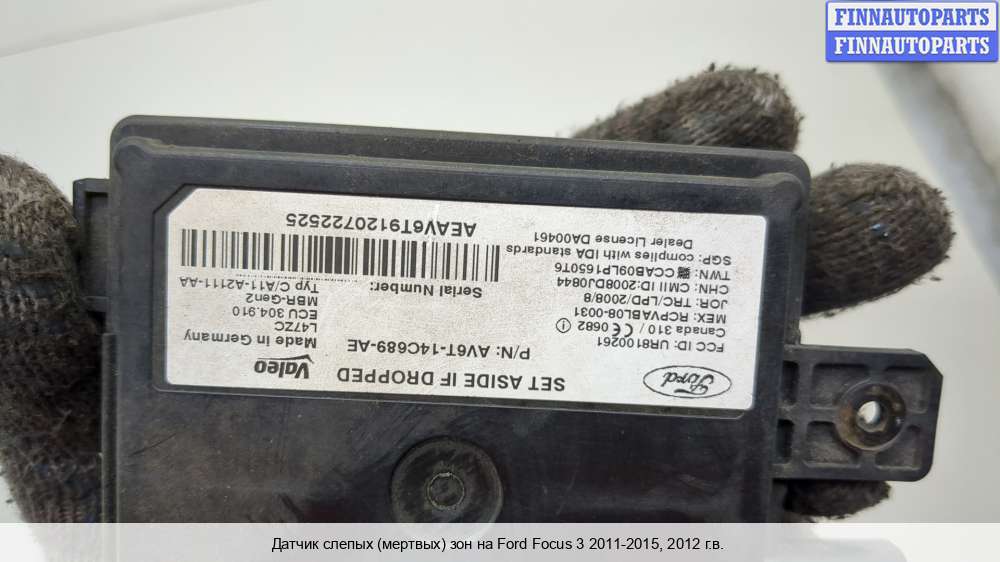 FINNAUTOPARTS
FINNAUTOPARTS
Ford
SET ASIDE IF DROPPED
Valeo
P/N: AV6T-14C689-AE
Made in Germany
L47ZC
ECU 304.910
MBR-Gen2
Typ C/A11-A2111-AA
FCC ID: UR8100261
Canada 310 / CE 0682
MEX: RCPVABL08-0031
JOR: TRC/LPD/2008/8
CHN: CMII ID:2008DJ0844
TWN: CCAB09LP1650T6
SGP: complies with IDA standards
Dealer License DA00461
Serial Number:
AEAV6T9120722525
Датчик слепых (мертвых) зон на Ford Focus 3 2011-2015, 2012 г.в.